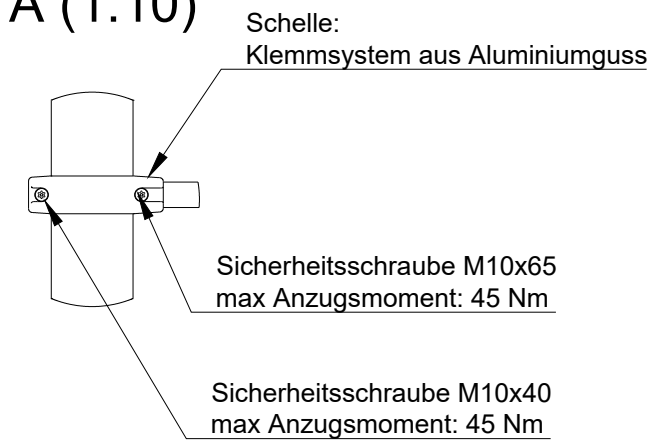 A (1:10)
Schelle:
Klemmsystem aus Aluminiumguss
Sicherheitsschraube M10x65
max Anzugsmoment: 45 Nm
Sicherheitsschraube M10x40
max Anzugsmoment: 45 Nm